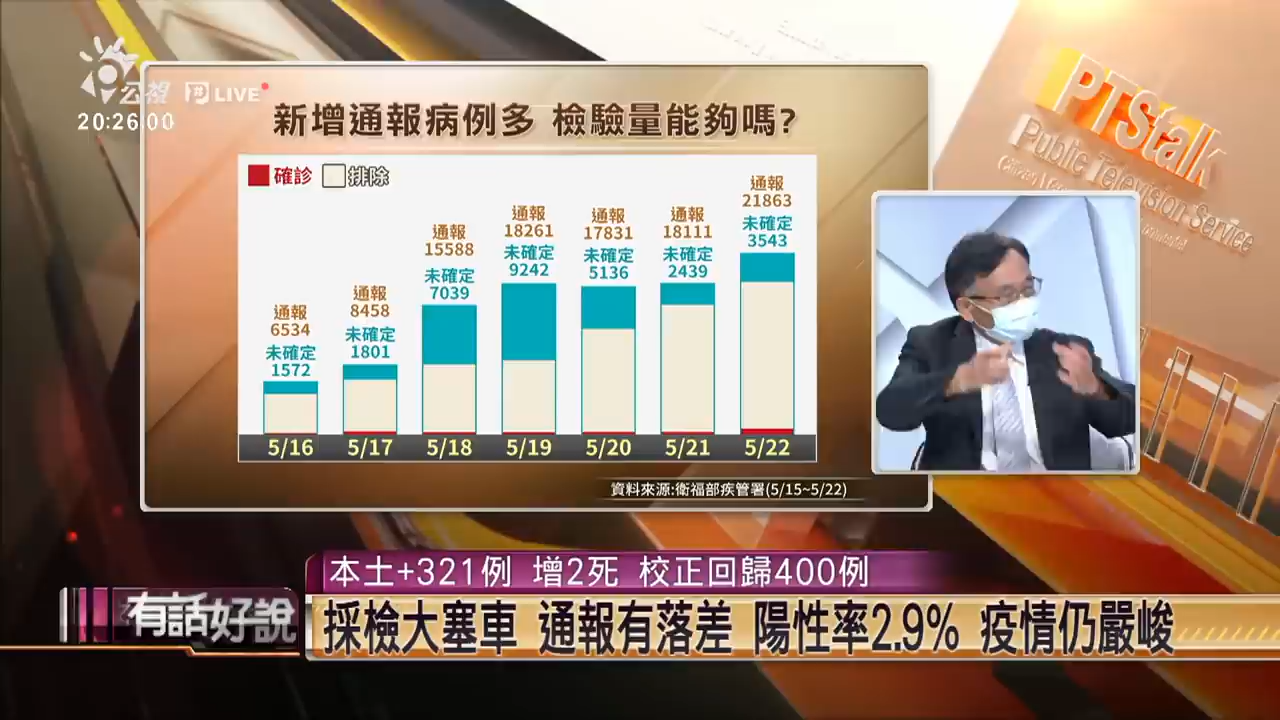 公視 LIVE
20:26:00
新增通報病例多 檢驗量能夠嗎?
確診 排除
通報
6534
未確定
1572
通報
8458
未確定
1801
通報
15588
未確定
7039
通報
18261
未確定
9242
通報
17831
未確定
5136
通報
18111
未確定
2439
通報
21863
未確定
3543
5/16 5/17 5/18 5/19 5/20 5/21 5/22
資料來源:衛福部疾管署(5/15~5/22)
PTStalk
Public Television Service
本土+321例 增2死 校正回歸400例
有話好說
採檢大塞車 通報有落差 陽性率2.9% 疫情仍嚴峻